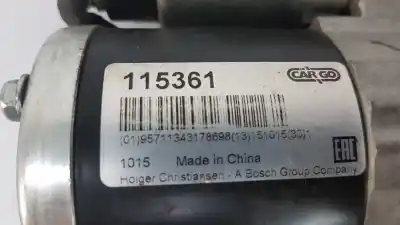 115361
CARGO
(01)95711343178698(13)151015(30)1
1015 Made in China
EAC
Holger Christiansen - A Bosch Group Company